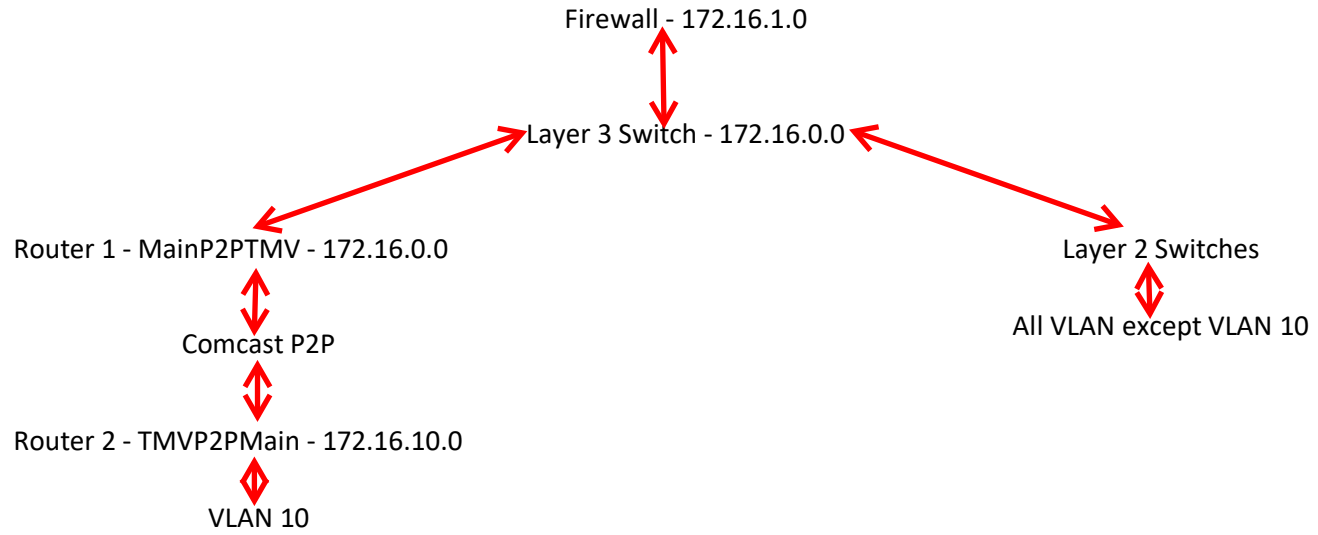 Firewall - 172.16.1.0
Layer 3 Switch - 172.16.0.0
Router 1 - MainP2PTMV - 172.16.0.0
Layer 2 Switches
All VLAN except VLAN 10
Comcast P2P
Router 2 - TMVP2PMain - 172.16.10.0
VLAN 10